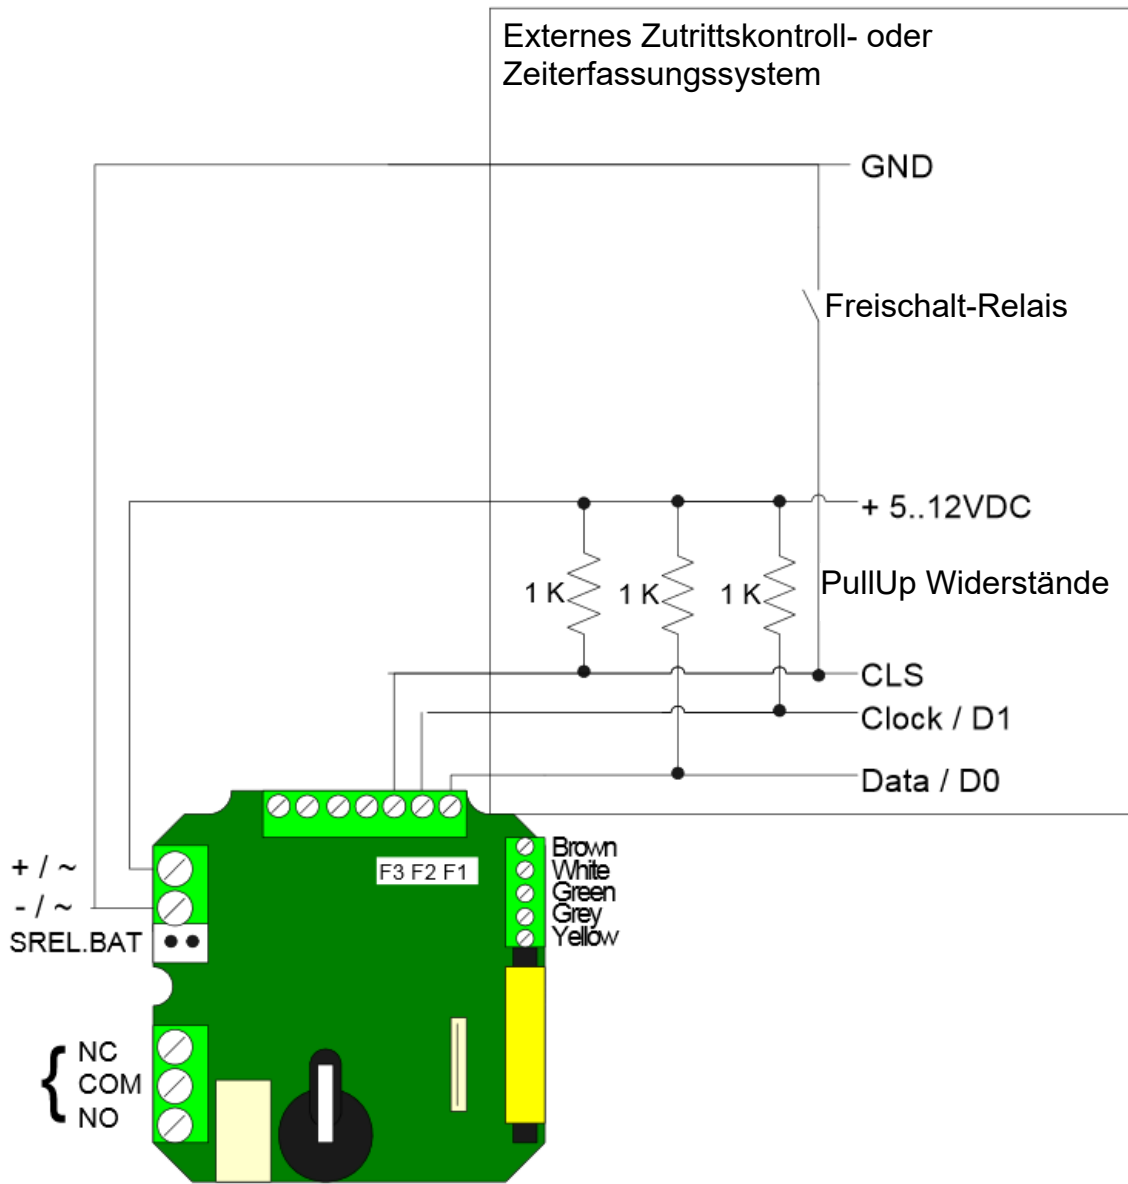 Externes Zutrittskontroll- oder
Zeiterfassungssystem
GND
Freischalt-Relais
+ 5..12VDC
1 K 1 K 1 K PullUp Widerstände
CLS
Clock / D1
Data / D0
F3 F2 F1
+ / ~
- / ~
SREL.BAT
Brown
White
Green
Grey
Yellow
{ NC
COM
NO